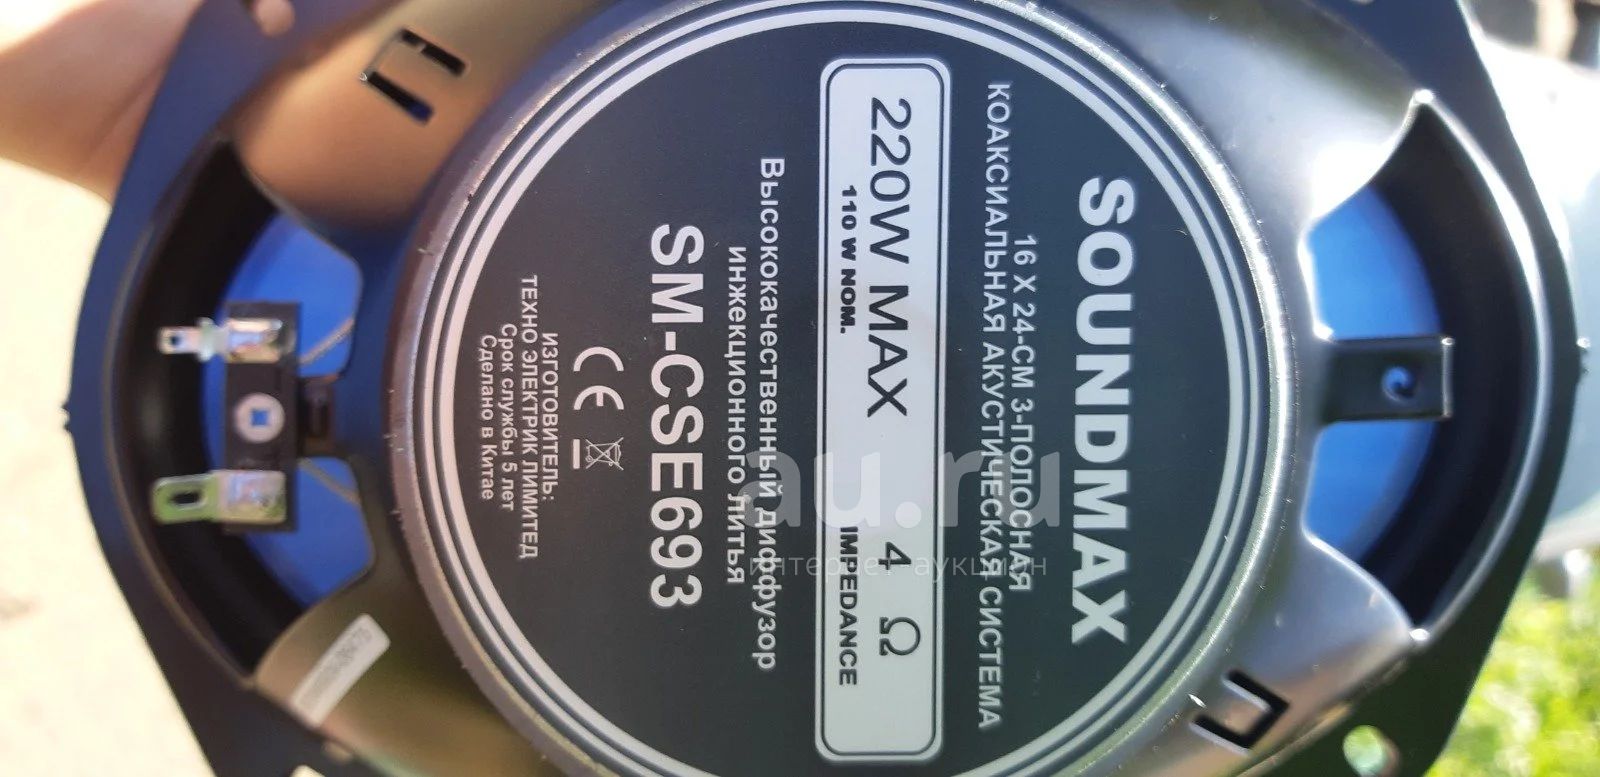 SOUNDMAX
16 X 24-СМ 3-ПОЛОСНАЯ
КОАКСИАЛЬНАЯ АКУСТИЧЕСКАЯ СИСТЕМА
220W MAX 4 Ω
110 W NOM. IMPEDANCE
Высококачественный диффузор
инжекционного литья
SM-CSE693
CE
ИЗГОТОВИТЕЛЬ:
ТЕХНО ЭЛЕКТРИК ЛИМИТЕД
Срок службы 5 лет
Сделано в Китае
au.ru
интернет аукцион